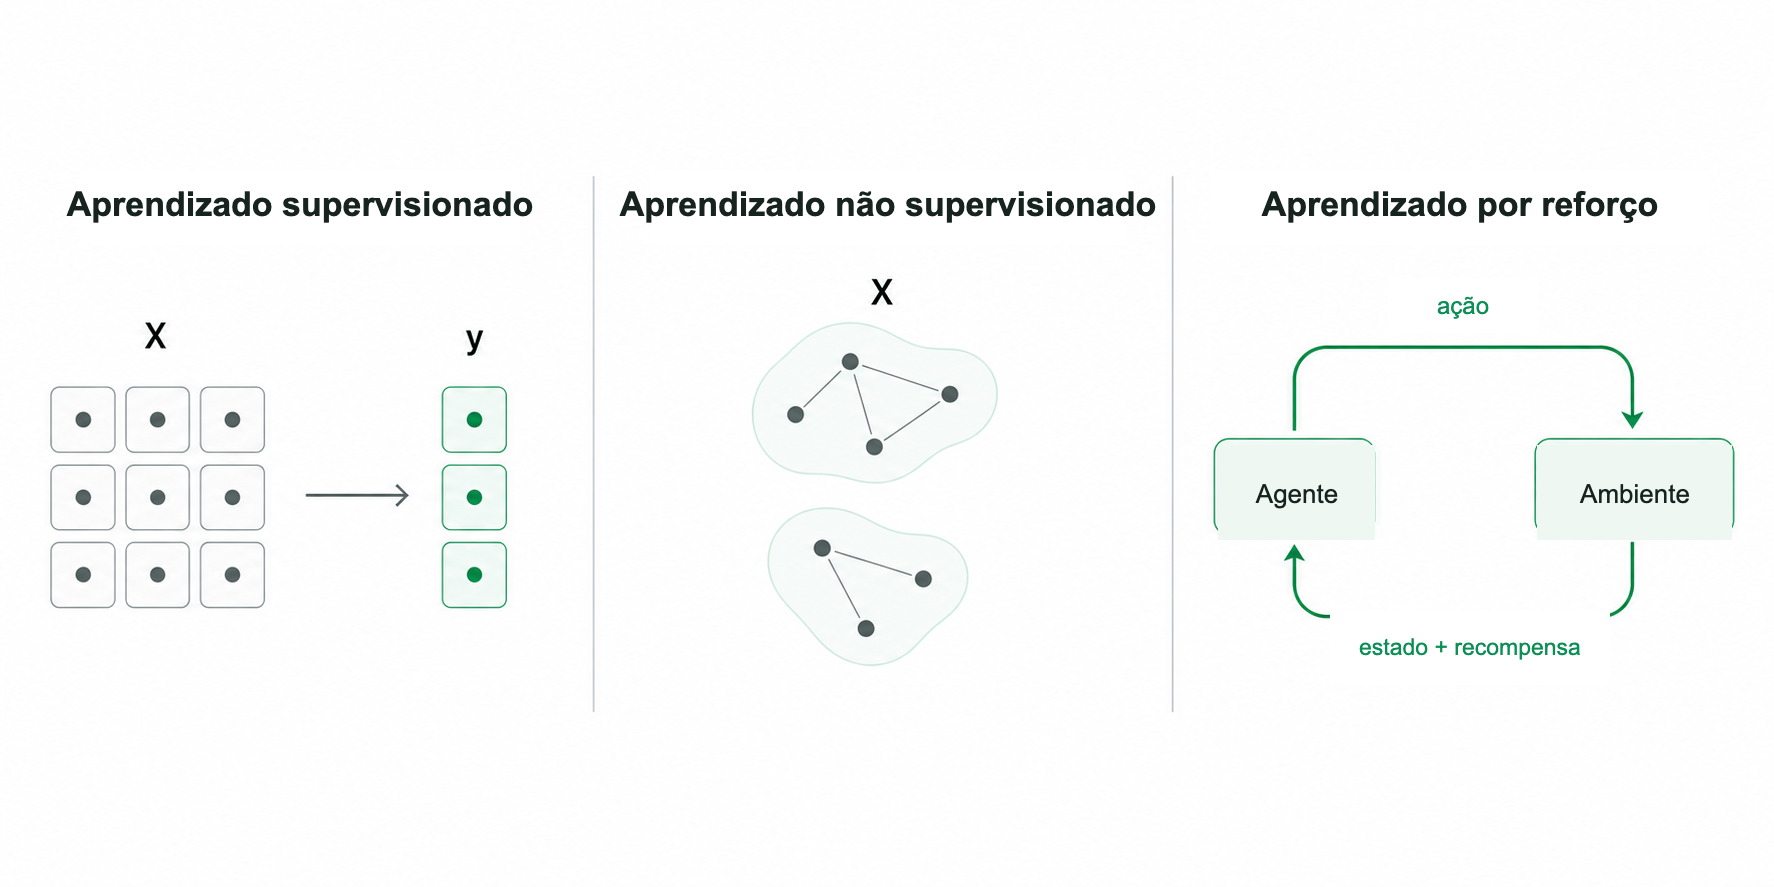 Aprendizado supervisionado
X
y
Aprendizado não supervisionado
X
Aprendizado por reforço
ação
Agente
Ambiente
estado + recompensa